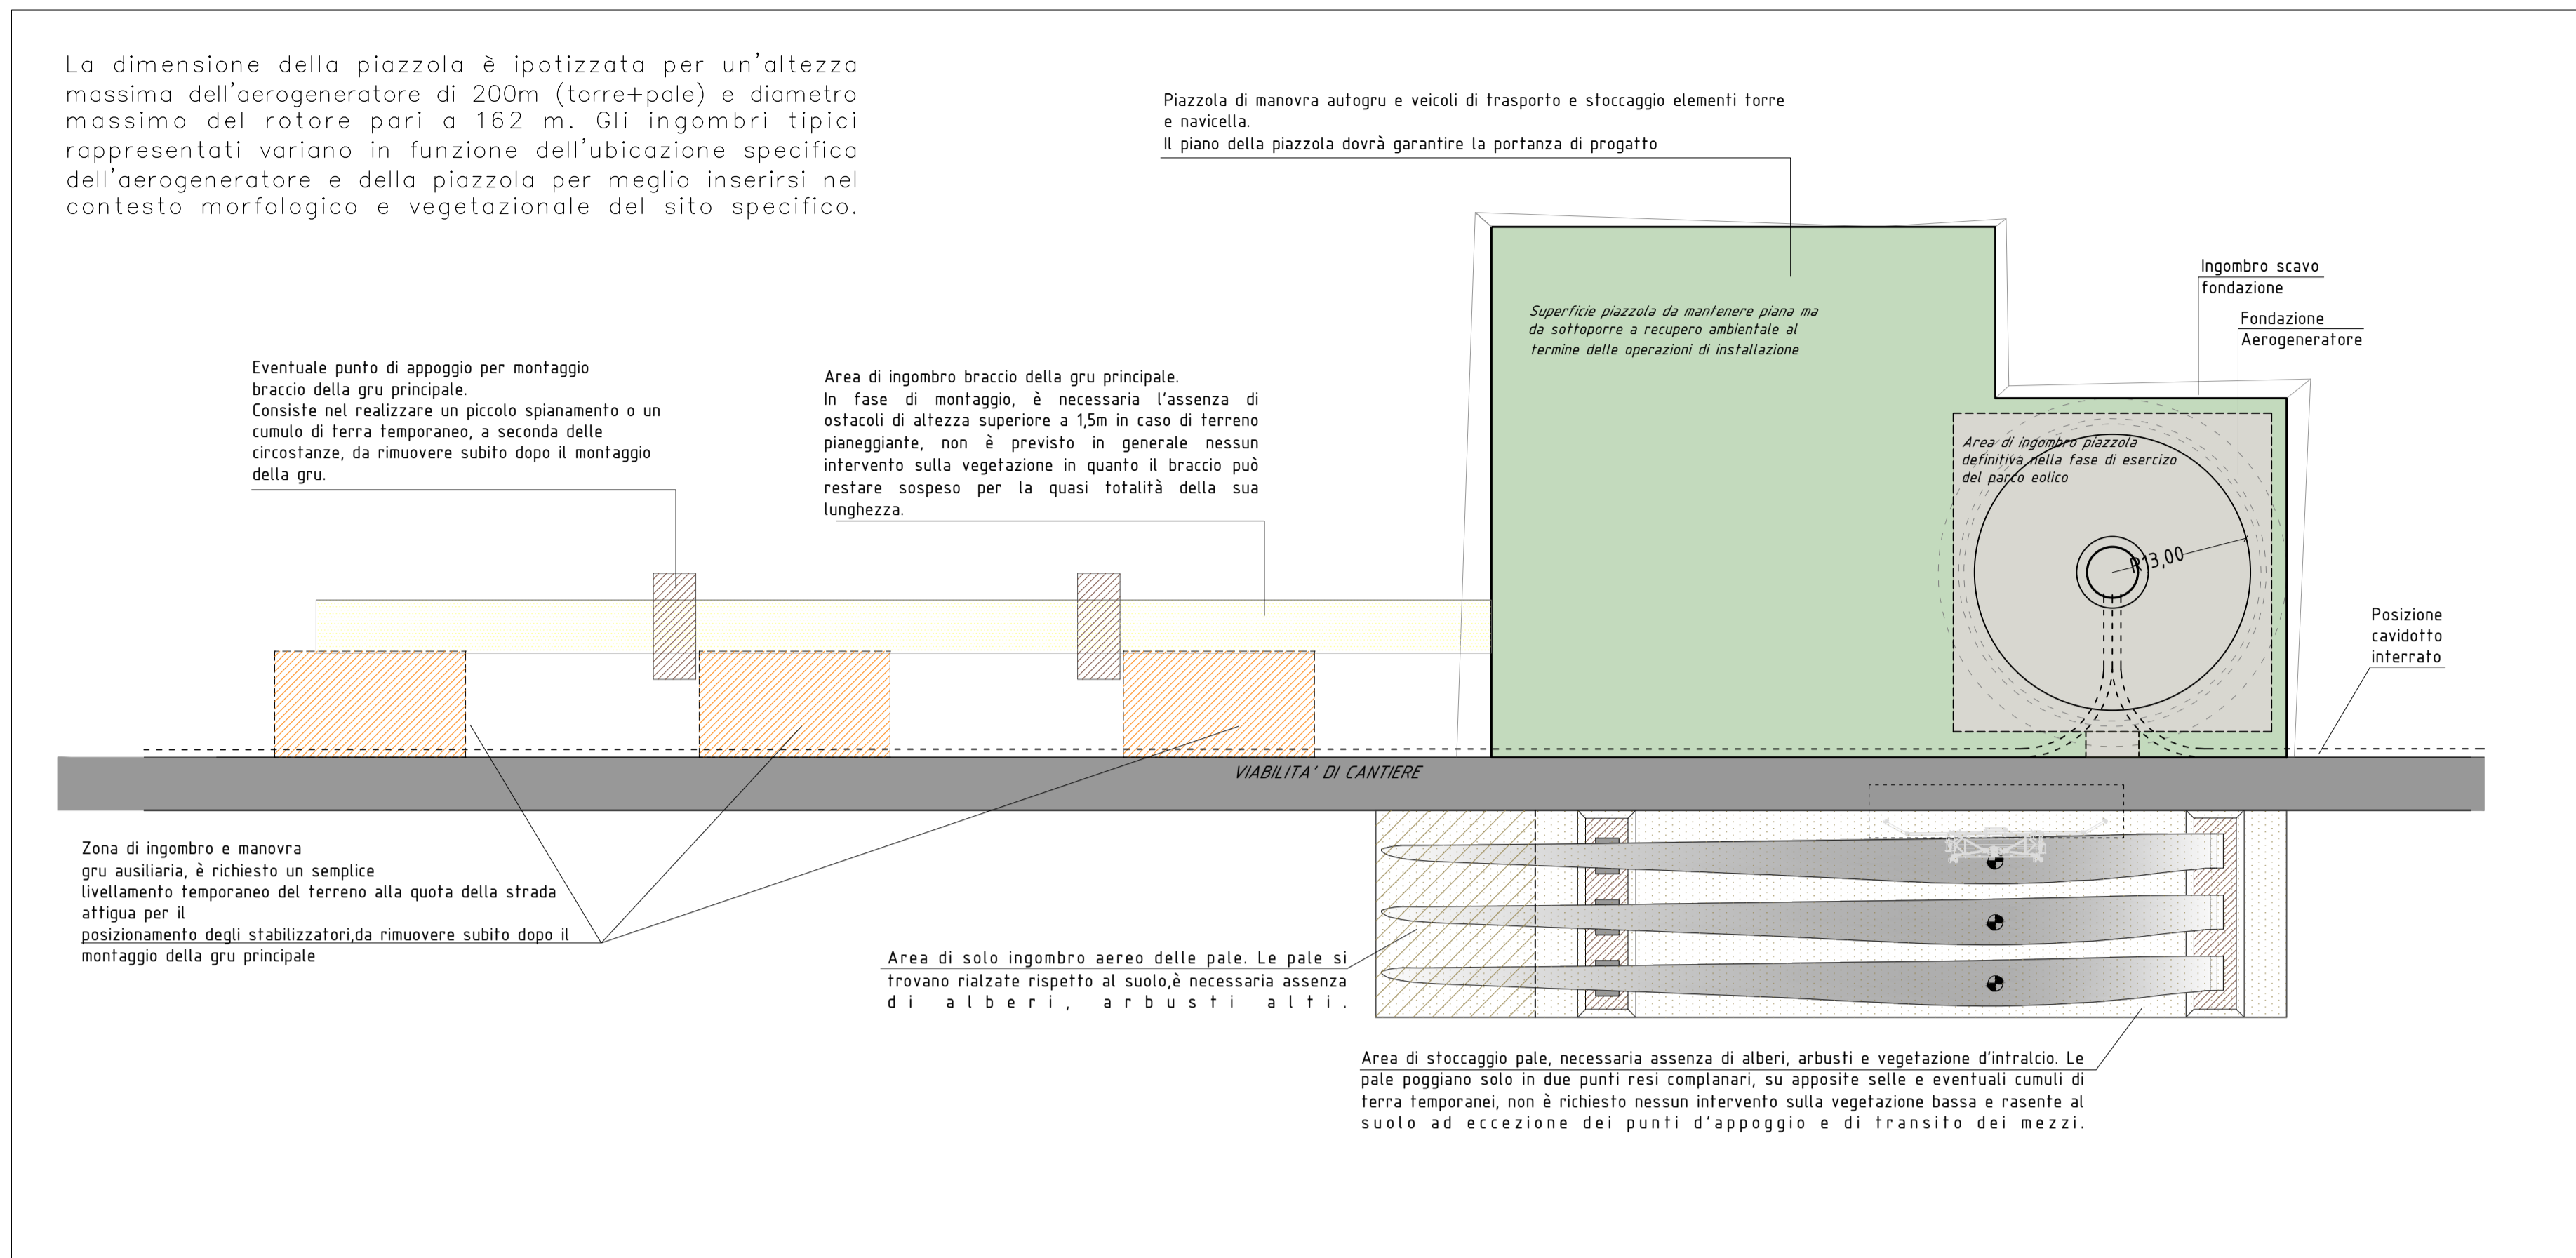 La dimensione della piazzola è ipotizzata per un'altezza
massima dell'aerogeneratore di 200m (torre+pale) e diametro
massimo del rotore pari a 162 m. Gli ingombri tipici
rappresentati variano in funzione dell'ubicazione specifica
dell'aerogeneratore e della piazzola per meglio inserirsi nel
contesto morfologico e vegetazionale del sito specifico.
Piazzola di manovra autogru e veicoli di trasporto e stoccaggio elementi torre
e navicella.
Il piano della piazzola dovrà garantire la portanza di progatto
Ingombro scavo
fondazione
Fondazione
Aerogeneratore
Superficie piazzola da mantenere piana ma
da sottoporre a recupero ambientale al
termine delle operazioni di installazione
Eventuale punto di appoggio per montaggio
braccio della gru principale.
Consiste nel realizzare un piccolo spianamento o un
cumulo di terra temporaneo, a seconda delle
circostanze, da rimuovere subito dopo il montaggio
della gru.
Area di ingombro braccio della gru principale.
In fase di montaggio, è necessaria l'assenza di
ostacoli di altezza superiore a 1,5m in caso di terreno
pianeggiante, non è previsto in generale nessun
intervento sulla vegetazione in quanto il braccio può
restare sospeso per la quasi totalità della sua
lunghezza.
Area di ingombro piazzola
definitiva nella fase di esercizo
del parco eolico
R13,00
Posizione
cavidotto
interrato
VIABILITA' DI CANTIERE
Zona di ingombro e manovra
gru ausiliaria, è richiesto un semplice
livellamento temporaneo del terreno alla quota della strada
attigua per il
posizionamento degli stabilizzatori,da rimuovere subito dopo il
montaggio della gru principale
Area di solo ingombro aereo delle pale. Le pale si
trovano rialzate rispetto al suolo,è necessaria assenza
di alberi, arbusti alti.
Area di stoccaggio pale, necessaria assenza di alberi, arbusti e vegetazione d'intralcio. Le
pale poggiano solo in due punti resi complanari, su apposite selle e eventuali cumuli di
terra temporanei, non è richiesto nessun intervento sulla vegetazione bassa e rasente al
suolo ad eccezione dei punti d'appoggio e di transito dei mezzi.